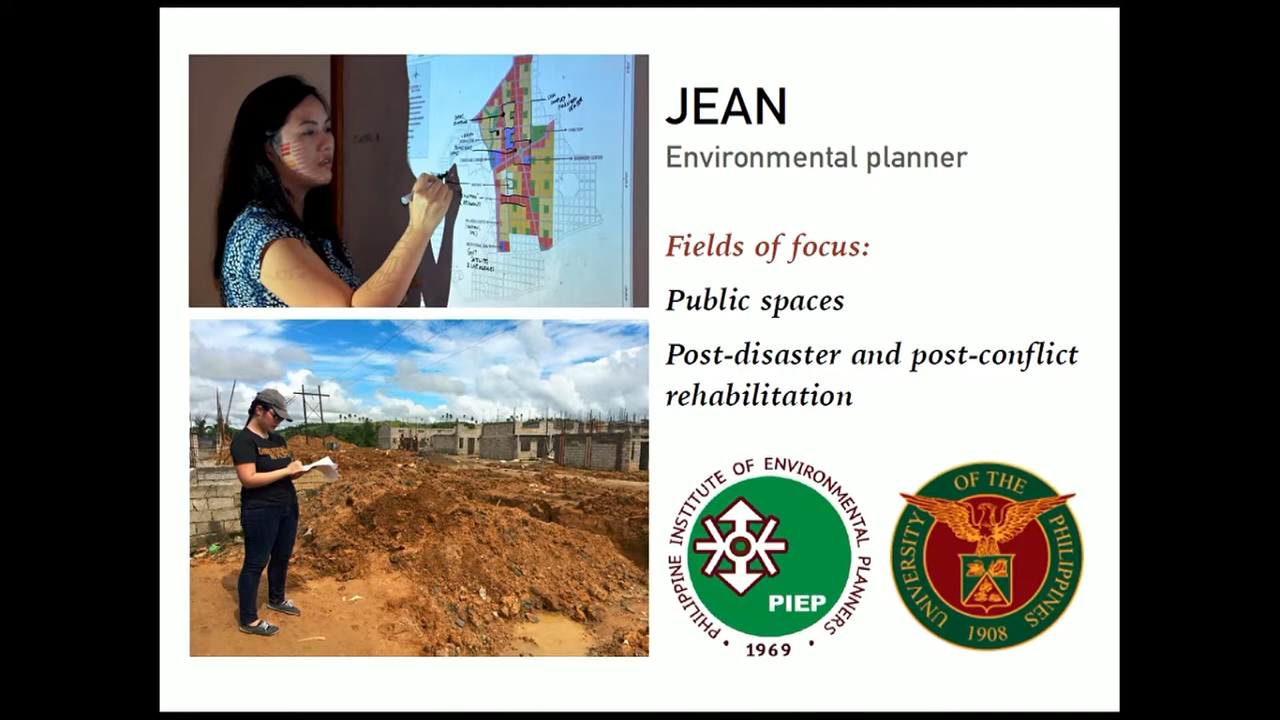 JEAN
Environmental planner
Fields of focus:
Public spaces
Post-disaster and post-conflict
rehabilitation
PHILIPPINE INSTITUTE OF ENVIRONMENTAL PLANNERS
PIEP
• 1969 •
UNIVERSITY OF THE PHILIPPINES
1908